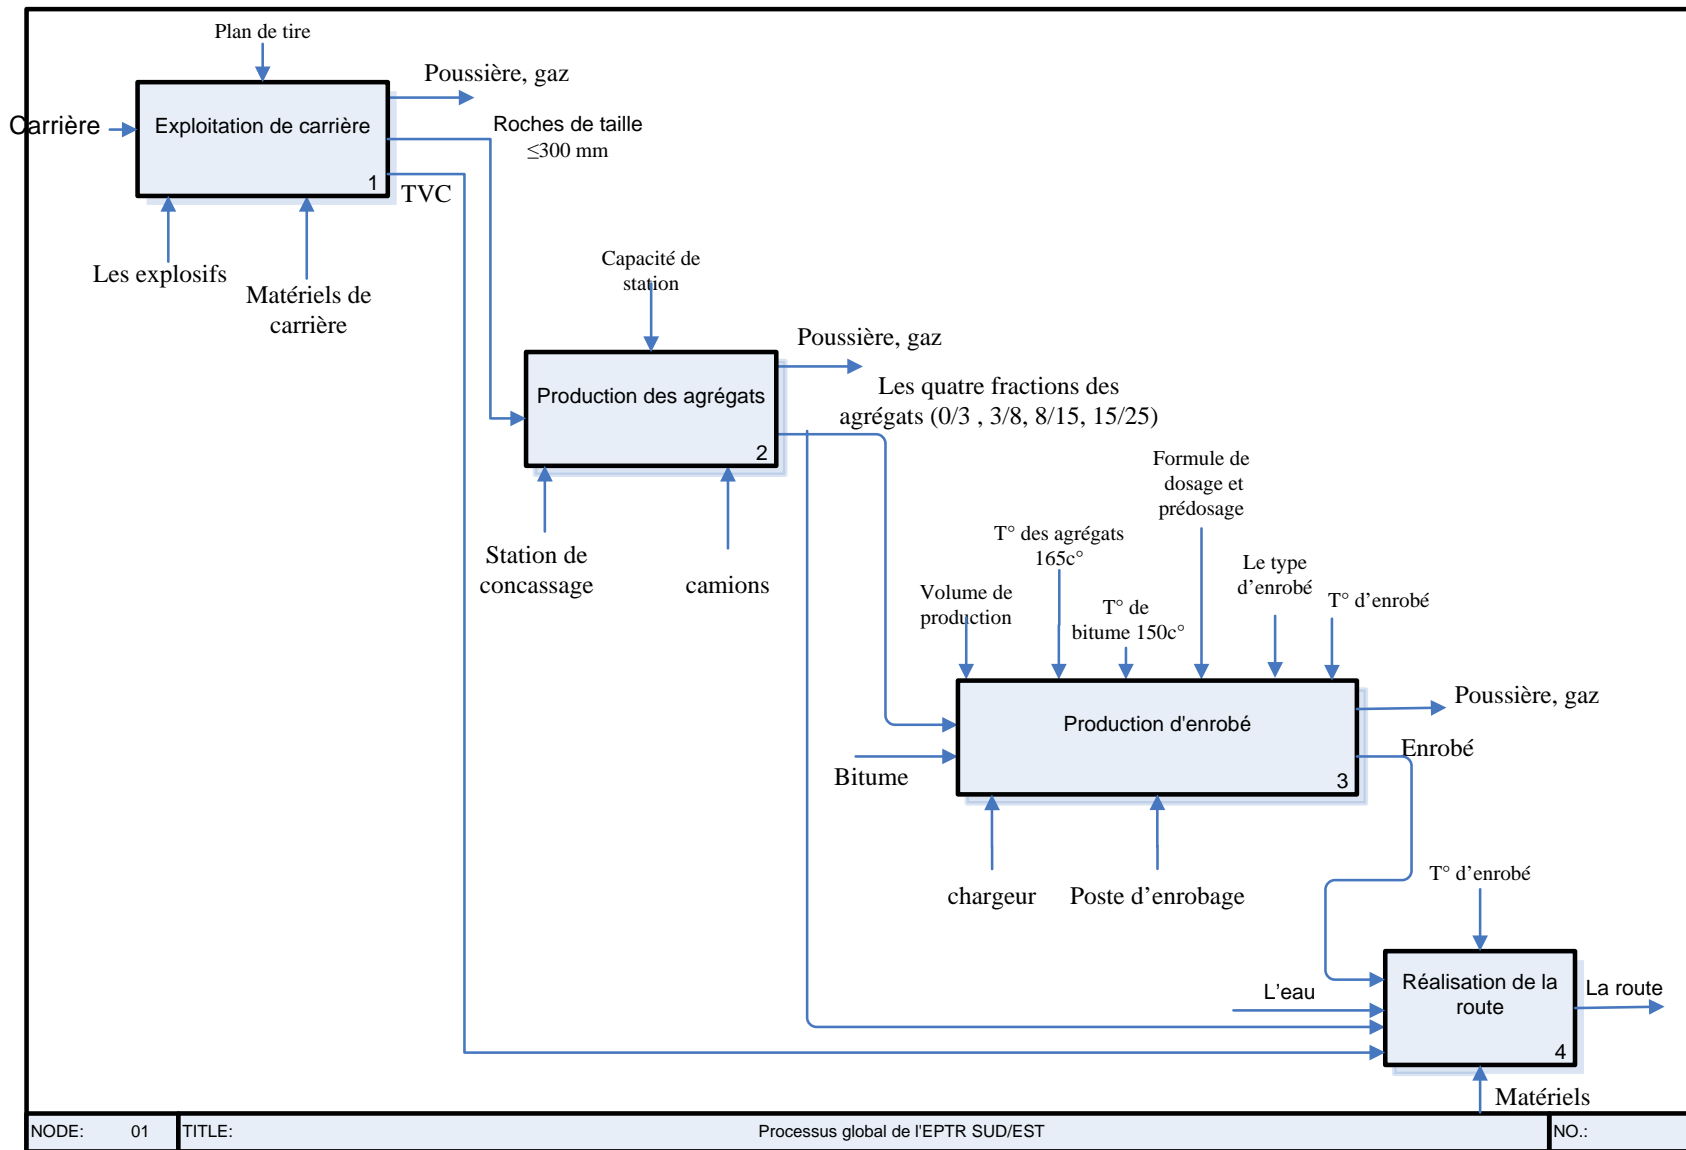 Plan de tire
Poussière, gaz
Carrière
Exploitation de carrière
1
Roches de taille
≤300 mm
TVC
Les explosifs
Matériels de
carrière
Capacité de
station
Poussière, gaz
Production des agrégats
2
Les quatre fractions des
agrégats (0/3 , 3/8, 8/15, 15/25)
Station de
concassage
camions
Formule de
dosage et
prédosage
T° des agrégats
165c°
Le type
d’enrobé
Volume de
production
T° de
bitume 150c°
T° d’enrobé
Production d'enrobé
3
Poussière, gaz
Enrobé
Bitume
chargeur
Poste d’enrobage
T° d’enrobé
L’eau
Réalisation de la
route
4
La route
Matériels
NODE: 01 TITLE: Processus global de l'EPTR SUD/EST NO.: